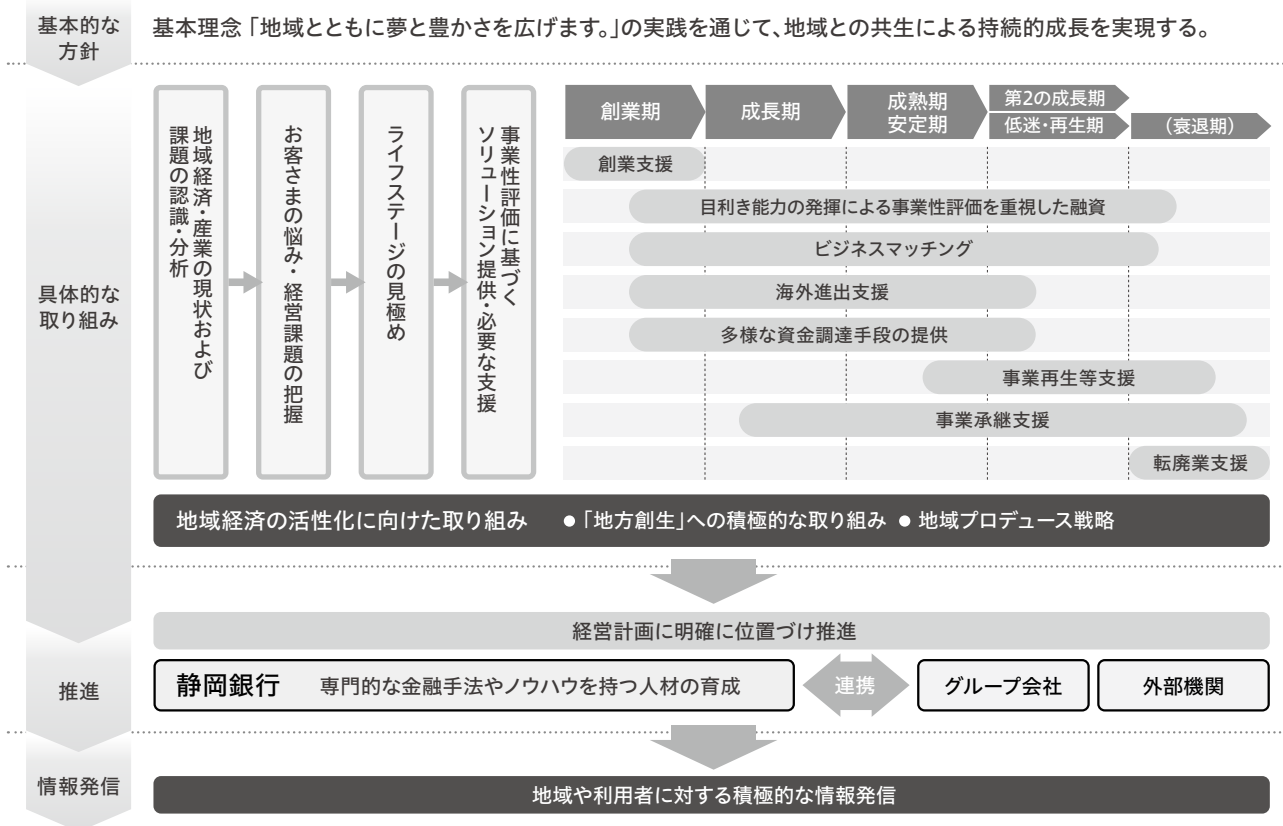 基本的な
方針
基本理念「地域とともに夢と豊かさを広げます。」の実践を通じて、地域との共生による持続的成長を実現する。
具体的な
取り組み
地域経済・産業の現状および
課題の認識・分析
お客さまの悩み・経営課題の把握
ライフステージの見極め
事業性評価に基づく
ソリューション提供・必要な支援
創業期
成長期
成熟期
安定期
第2の成長期
低迷・再生期
(衰退期)
創業支援
目利き能力の発揮による事業性評価を重視した融資
ビジネスマッチング
海外進出支援
多様な資金調達手段の提供
事業再生等支援
事業承継支援
転廃業支援
地域経済の活性化に向けた取り組み ●「地方創生」への積極的な取り組み ● 地域プロデュース戦略
経営計画に明確に位置づけ推進
推進
静岡銀行 専門的な金融手法やノウハウを持つ人材の育成
連携
グループ会社
外部機関
情報発信
地域や利用者に対する積極的な情報発信